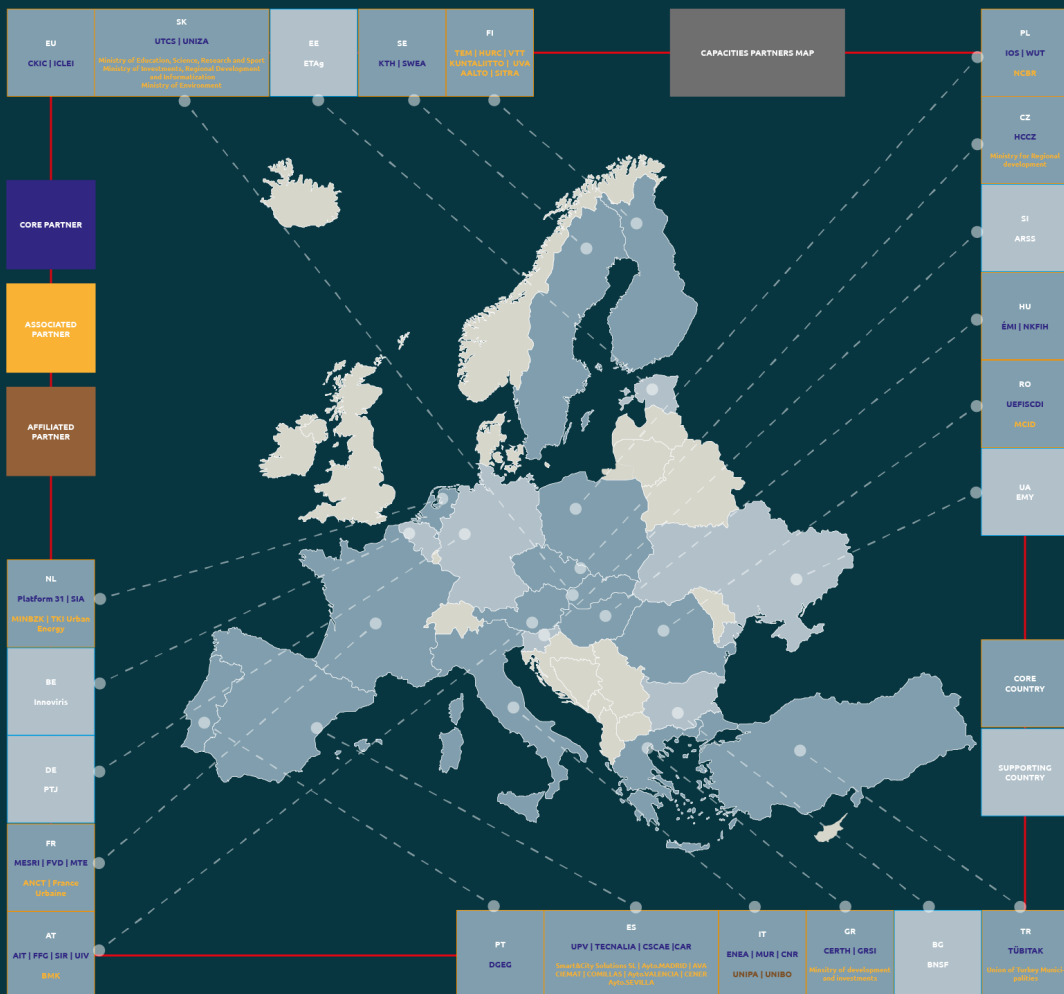 EU
CKIC | ICLEI
SK
UTCS | UNIZA
Ministry of Education, Science, Research and Sport
Ministry of Investments, Regional Development
and Informatization
Ministry of Environment
EE
ETAg
SE
KTH | SWEA
FI
TEM | HURC | VTT
KUNTALIITTO | UVA
AALTO | SITRA
CAPACITIES PARTNERS MAP
PL
IOS | WUT
NCBR
CZ
HCCZ
Ministry for Regional
development
SI
ARSS
HU
ÉMI | NKFIH
RO
UEFISCDI
MCID
UA
EMY
CORE PARTNER
ASSOCIATED
PARTNER
AFFILIATED
PARTNER
NL
Platform 31 | SIA
MINBZK | TKI Urban
Energy
BE
Innoviris
DE
PTJ
FR
MESRI | FVD | MTE
ANCT | France
Urbaine
AT
AIT | FFG | SIR | UIV
BMK
CORE
COUNTRY
SUPPORTING
COUNTRY
PT
DGEG
ES
UPV | TECNALIA | CSCAE |CAR
Smart&City Solutions SL | Ayto.MADRID | AVA
CIEMAT | COMILLAS | Ayto.VALENCIA | CENER
Ayto.SEVILLA
IT
ENEA | MUR | CNR
UNIPA | UNIBO
GR
CERTH | GRSI
Ministry of development
and investments
BG
BNSF
TR
TÜBITAK
Union of Turkey Munici-
palities